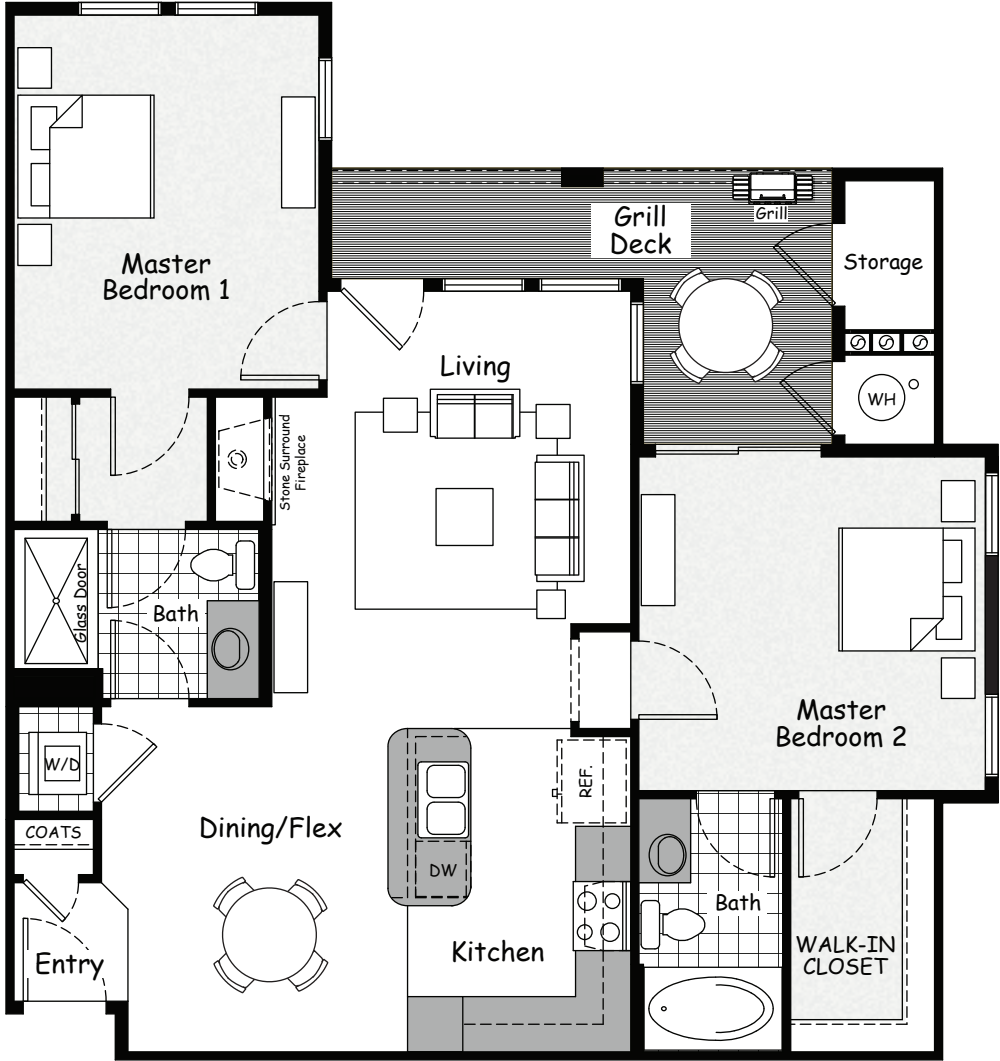 Grill
Grill
Deck
Master
Bedroom 1
Storage
Living
WH
Stone Surround
Fireplace
Glass Door
Bath
Master
Bedroom 2
W/D
REF.
Dining/Flex
COATS
DW
Bath
Entry
Kitchen
WALK-IN
CLOSET